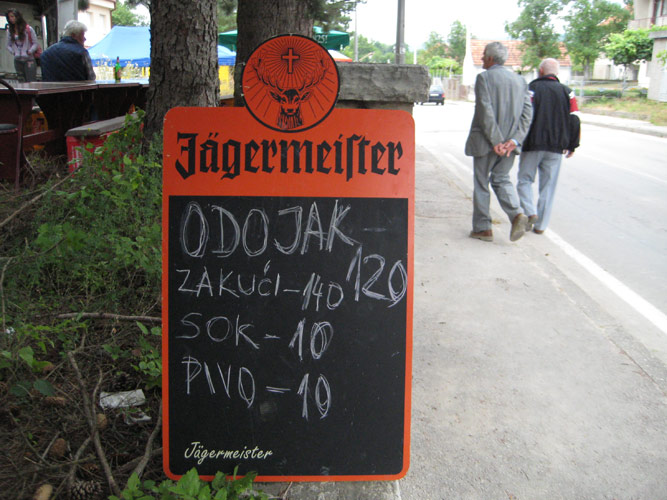 Jägermeister
ODOJAK - 120
ZAKUĆI - 140
SOK - 10
PIVO - 10
Jägermeister